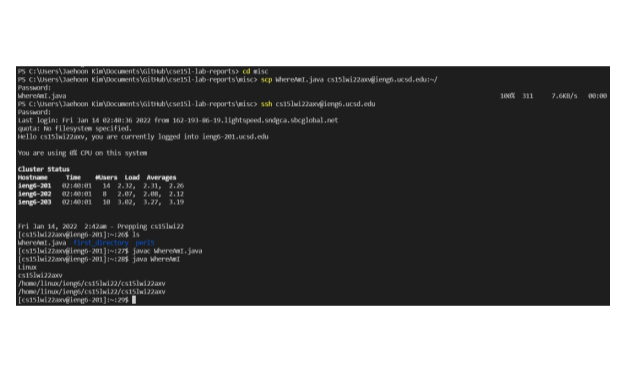 PS C:\Users\Jaehoon Kim\Documents\GitHub\cse15l-lab-reports> cd misc
PS C:\Users\Jaehoon Kim\Documents\GitHub\cse15l-lab-reports\misc> scp WhereAmI.java cs15lwi22axv@ieng6.ucsd.edu:~/
Password:
WhereAmI.java 100% 311 7.6KB/s 00:00
PS C:\Users\Jaehoon Kim\Documents\GitHub\cse15l-lab-reports\misc> ssh cs15lwi22axv@ieng6.ucsd.edu
Password:
Last login: Fri Jan 14 02:40:36 2022 from 162-193-86-19.lightspeed.sndgca.sbcglobal.net
quota: No filesystem specified.
Hello cs15lwi22axv, you are currently logged into ieng6-201.ucsd.edu
You are using 0% CPU on this system
Cluster Status
Hostname Time #Users Load Averages
ieng6-201 02:40:01 14 2.32, 2.31, 2.26
ieng6-202 02:40:01 8 2.07, 2.08, 2.12
ieng6-203 02:40:01 10 3.02, 3.27, 3.19
Fri Jan 14, 2022 2:42am - Prepping cs15lwi22
[cs15lwi22axv@ieng6-201]:~:26$ ls
WhereAmI.java first_directory perl5
[cs15lwi22axv@ieng6-201]:~:27$ javac WhereAmI.java
[cs15lwi22axv@ieng6-201]:~:28$ java WhereAmI
Linux
cs15lwi22axv
/home/linux/ieng6/cs15lwi22/cs15lwi22axv
/home/linux/ieng6/cs15lwi22/cs15lwi22axv
[cs15lwi22axv@ieng6-201]:~:29$